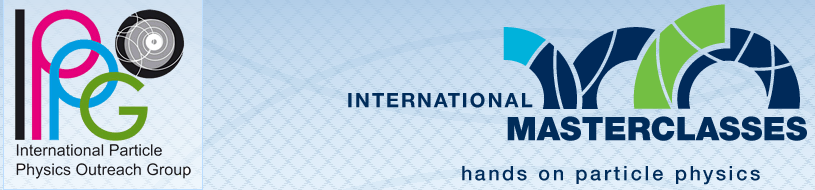 IPPOG
International Particle
Physics Outreach Group
INTERNATIONAL
MASTERCLASSES
hands on particle physics